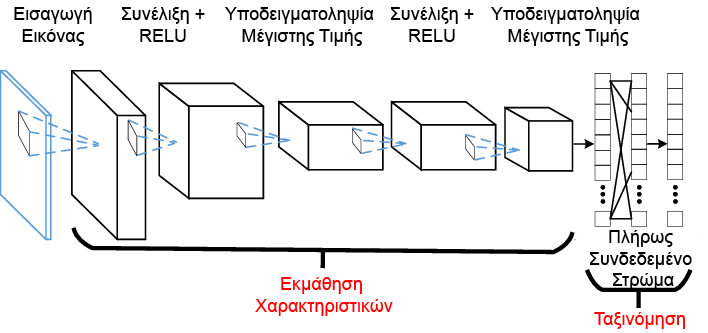 Εισαγωγή
Εικόνας
Συνέλιξη +
RELU
Υποδειγματοληψία
Μέγιστης Τιμής
Συνέλιξη +
RELU
Υποδειγματοληψία
Μέγιστης Τιμής
Πλήρως
Συνδεδεμένο
Στρώμα
Εκμάθηση
Χαρακτηριστικών
Ταξινόμηση